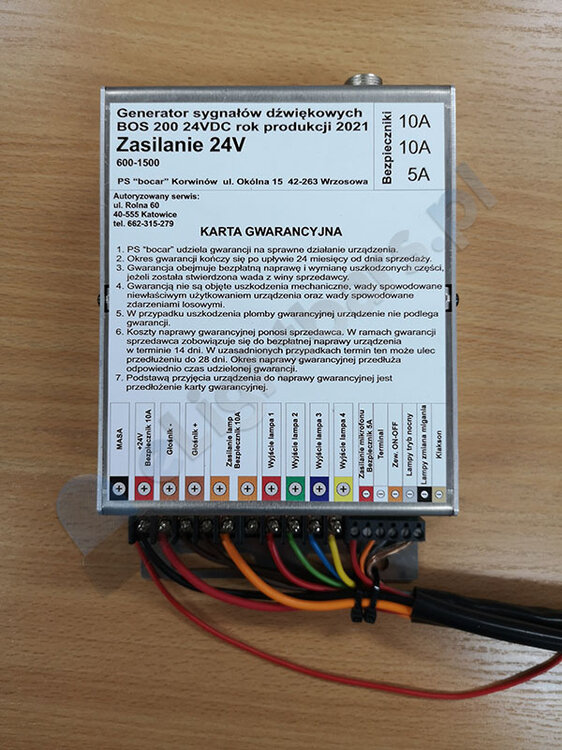 Generator sygnałów dźwiękowych
BOS 200 24VDC rok produkcji 2021
Zasilanie 24V
600-1500
PS "bocar" Korwinów ul. Okólna 15 42-263 Wrzosowa
Bezpieczniki
10A
10A
5A
Autoryzowany serwis:
ul. Rolna 60
40-555 Katowice
tel. 662-315-279
KARTA GWARANCYJNA
1. PS "bocar" udziela gwarancji na sprawne działanie urządzenia.
2. Okres gwarancji kończy się po upływie 24 miesięcy od dnia sprzedaży.
3. Gwarancja obejmuje bezpłatną naprawę i wymianę uszkodzonych części,
jeżeli została stwierdzona wada z winy sprzedawcy.
4. Gwarancją nie są objęte uszkodzenia mechaniczne, wady spowodowane
niewłaściwym użytkowaniem urządzenia oraz wady spowodowane
zdarzeniami losowymi.
5. W przypadku uszkodzenia plomby gwarancyjnej urządzenie nie podlega
gwarancji.
6. Koszty naprawy gwarancyjnej ponosi sprzedawca. W ramach gwarancji
sprzedawca zobowiązuje się do bezpłatnej naprawy urządzenia
w terminie 14 dni. W uzasadnionych przypadkach termin ten może ulec
przedłużeniu do 28 dni. Okres naprawy gwarancyjnej przedłuża
odpowiednio czas udzielonej gwarancji.
7. Podstawą przyjęcia urządzenia do naprawy gwarancyjnej jest
przedłożenie karty gwarancyjnej.
MASA
+24V
Bezpiecznik 10A
Głośnik -
Głośnik +
Zasilanie lamp
Bezpiecznik 10A
Wyjście lampa 1
Wyjście lampa 2
Wyjście lampa 3
Wyjście lampa 4
Zasilanie mikrofonu
Bezpiecznik 5A
Terminal
Zew. ON-OFF
Lampy tryb nocny
Lampy zmiana migania
Klakson